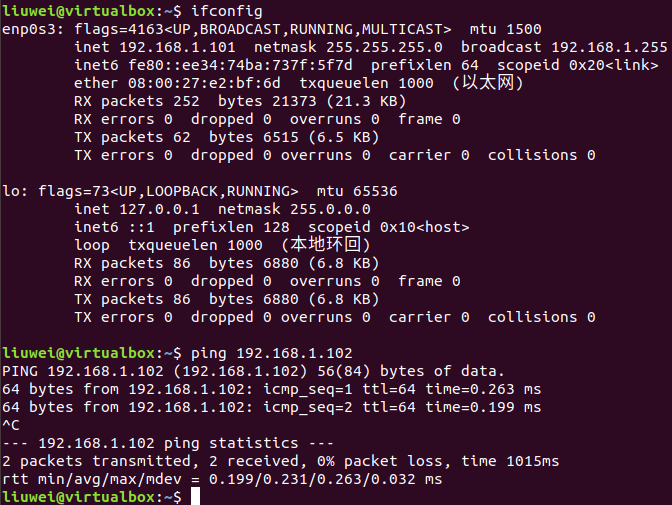 liuwei@virtualbox:~$ ifconfig
enp0s3: flags=4163<UP,BROADCAST,RUNNING,MULTICAST>  mtu 1500
        inet 192.168.1.101  netmask 255.255.255.0  broadcast 192.168.1.255
        inet6 fe80::ee34:74ba:737f:5f7d  prefixlen 64  scopeid 0x20<link>
        ether 08:00:27:e2:bf:6d  txqueuelen 1000  (以太网)
        RX packets 252  bytes 21373 (21.3 KB)
        RX errors 0  dropped 0  overruns 0  frame 0
        TX packets 62  bytes 6515 (6.5 KB)
        TX errors 0  dropped 0 overruns 0  carrier 0  collisions 0

lo: flags=73<UP,LOOPBACK,RUNNING>  mtu 65536
        inet 127.0.0.1  netmask 255.0.0.0
        inet6 ::1  prefixlen 128  scopeid 0x10<host>
        loop  txqueuelen 1000  (本地环回)
        RX packets 86  bytes 6880 (6.8 KB)
        RX errors 0  dropped 0  overruns 0  frame 0
        TX packets 86  bytes 6880 (6.8 KB)
        TX errors 0  dropped 0 overruns 0  carrier 0  collisions 0

liuwei@virtualbox:~$ ping 192.168.1.102
PING 192.168.1.102 (192.168.1.102) 56(84) bytes of data.
64 bytes from 192.168.1.102: icmp_seq=1 ttl=64 time=0.263 ms
64 bytes from 192.168.1.102: icmp_seq=2 ttl=64 time=0.199 ms
^C
--- 192.168.1.102 ping statistics ---
2 packets transmitted, 2 received, 0% packet loss, time 1015ms
rtt min/avg/max/mdev = 0.199/0.231/0.263/0.032 ms
liuwei@virtualbox:~$